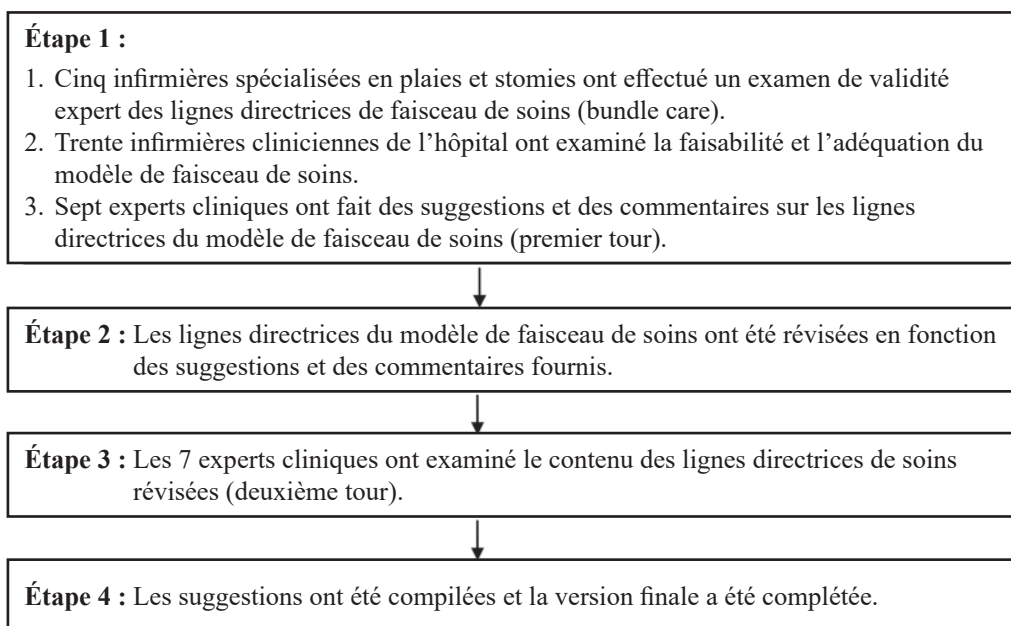 Étape 1 :
1. Cinq infirmières spécialisées en plaies et stomies ont effectué un examen de validité
expert des lignes directrices de faisceau de soins (bundle care).
2. Trente infirmières cliniciennes de l’hôpital ont examiné la faisabilité et l’adéquation du
modèle de faisceau de soins.
3. Sept experts cliniques ont fait des suggestions et des commentaires sur les lignes
directrices du modèle de faisceau de soins (premier tour).
Étape 2 : Les lignes directrices du modèle de faisceau de soins ont été révisées en fonction
des suggestions et des commentaires fournis.
Étape 3 : Les 7 experts cliniques ont examiné le contenu des lignes directrices de soins
révisées (deuxième tour).
Étape 4 : Les suggestions ont été compilées et la version finale a été complétée.